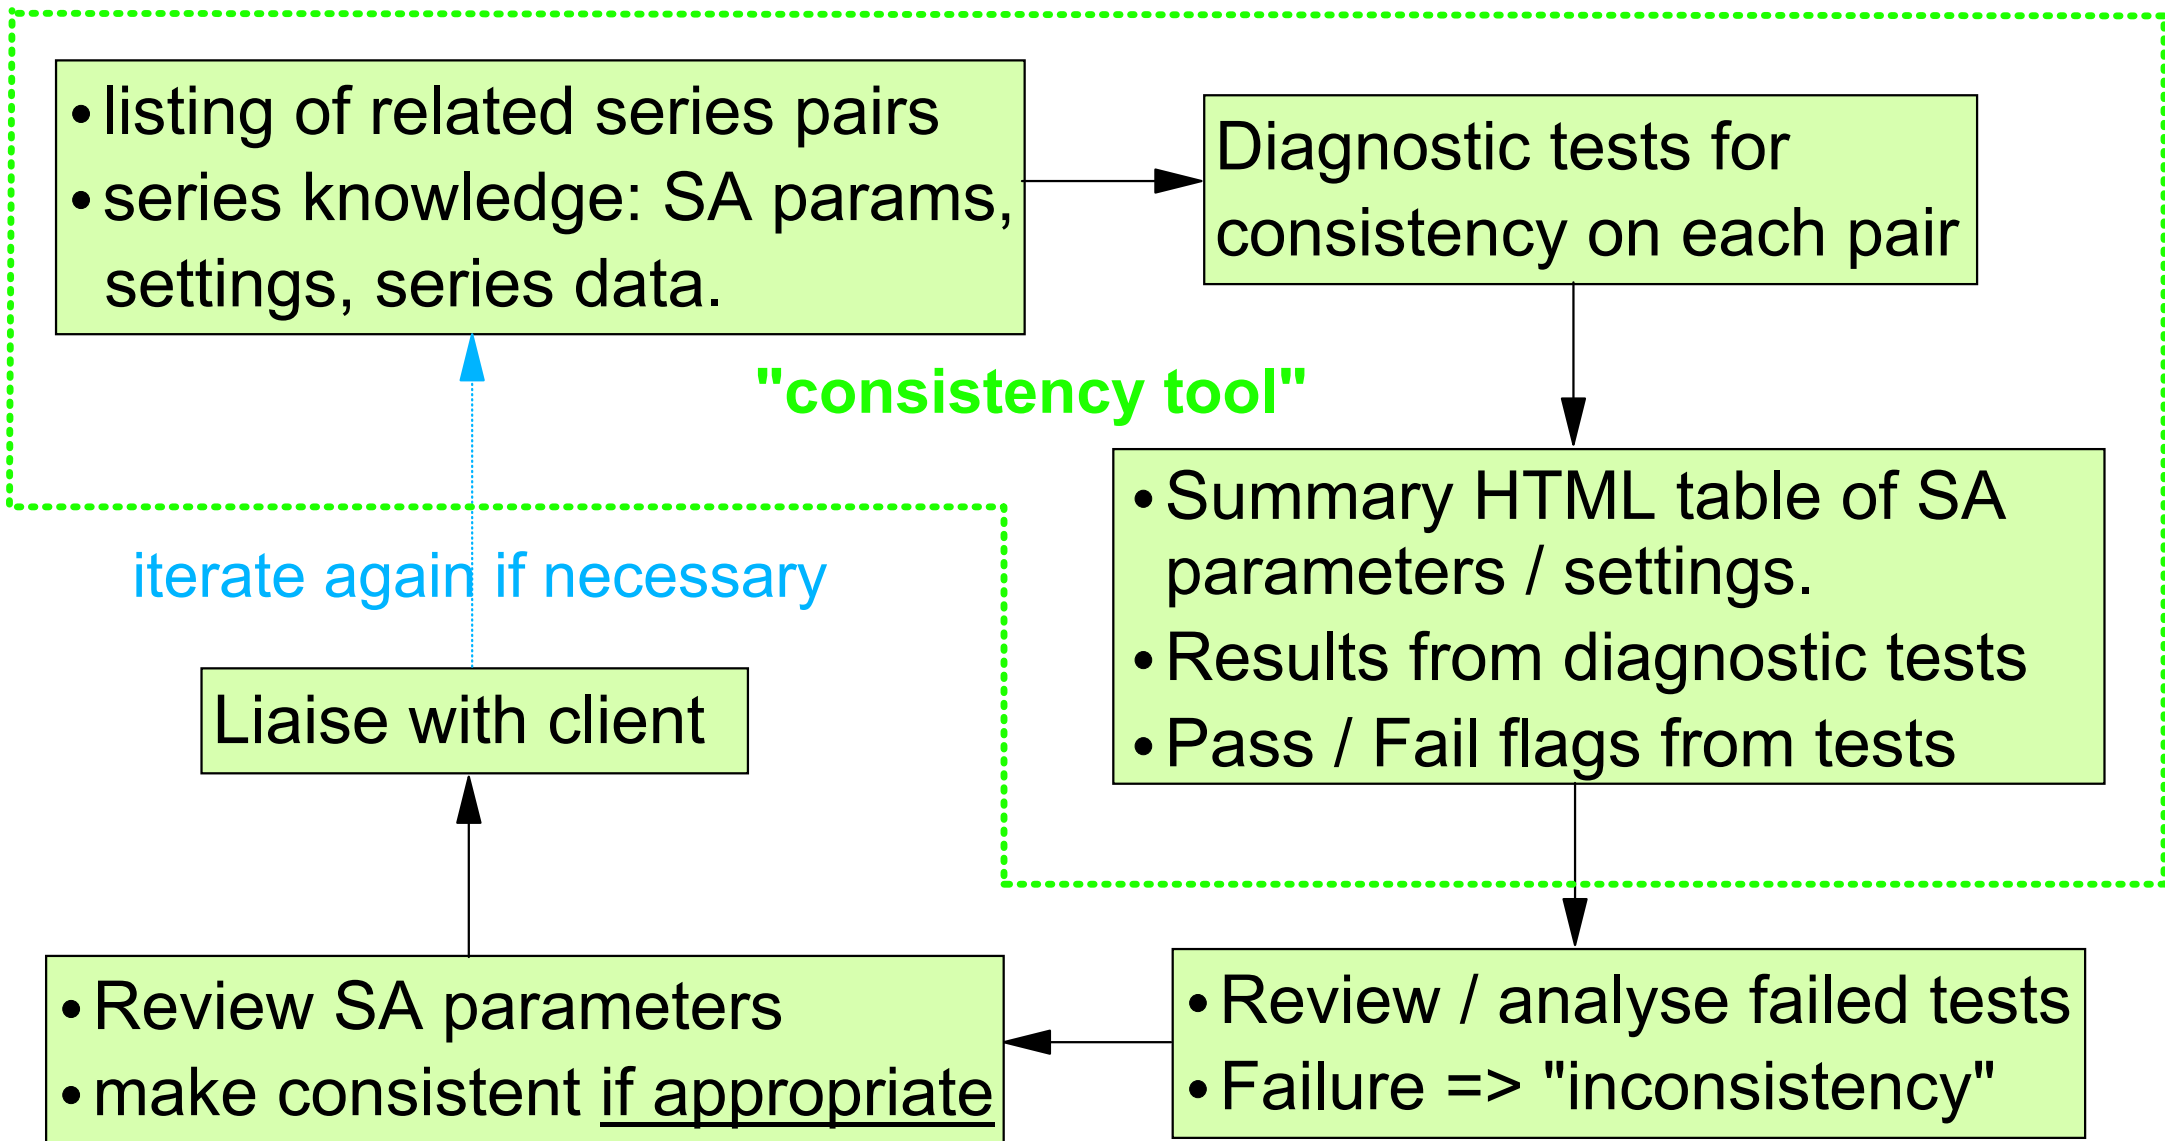 • listing of related series pairs
• series knowledge: SA params,
settings, series data.
Diagnostic tests for
consistency on each pair
"consistency tool"
• Summary HTML table of SA
parameters / settings.
• Results from diagnostic tests
• Pass / Fail flags from tests
iterate again if necessary
Liaise with client
• Review SA parameters
• make consistent if appropriate
• Review / analyse failed tests
• Failure => "inconsistency"